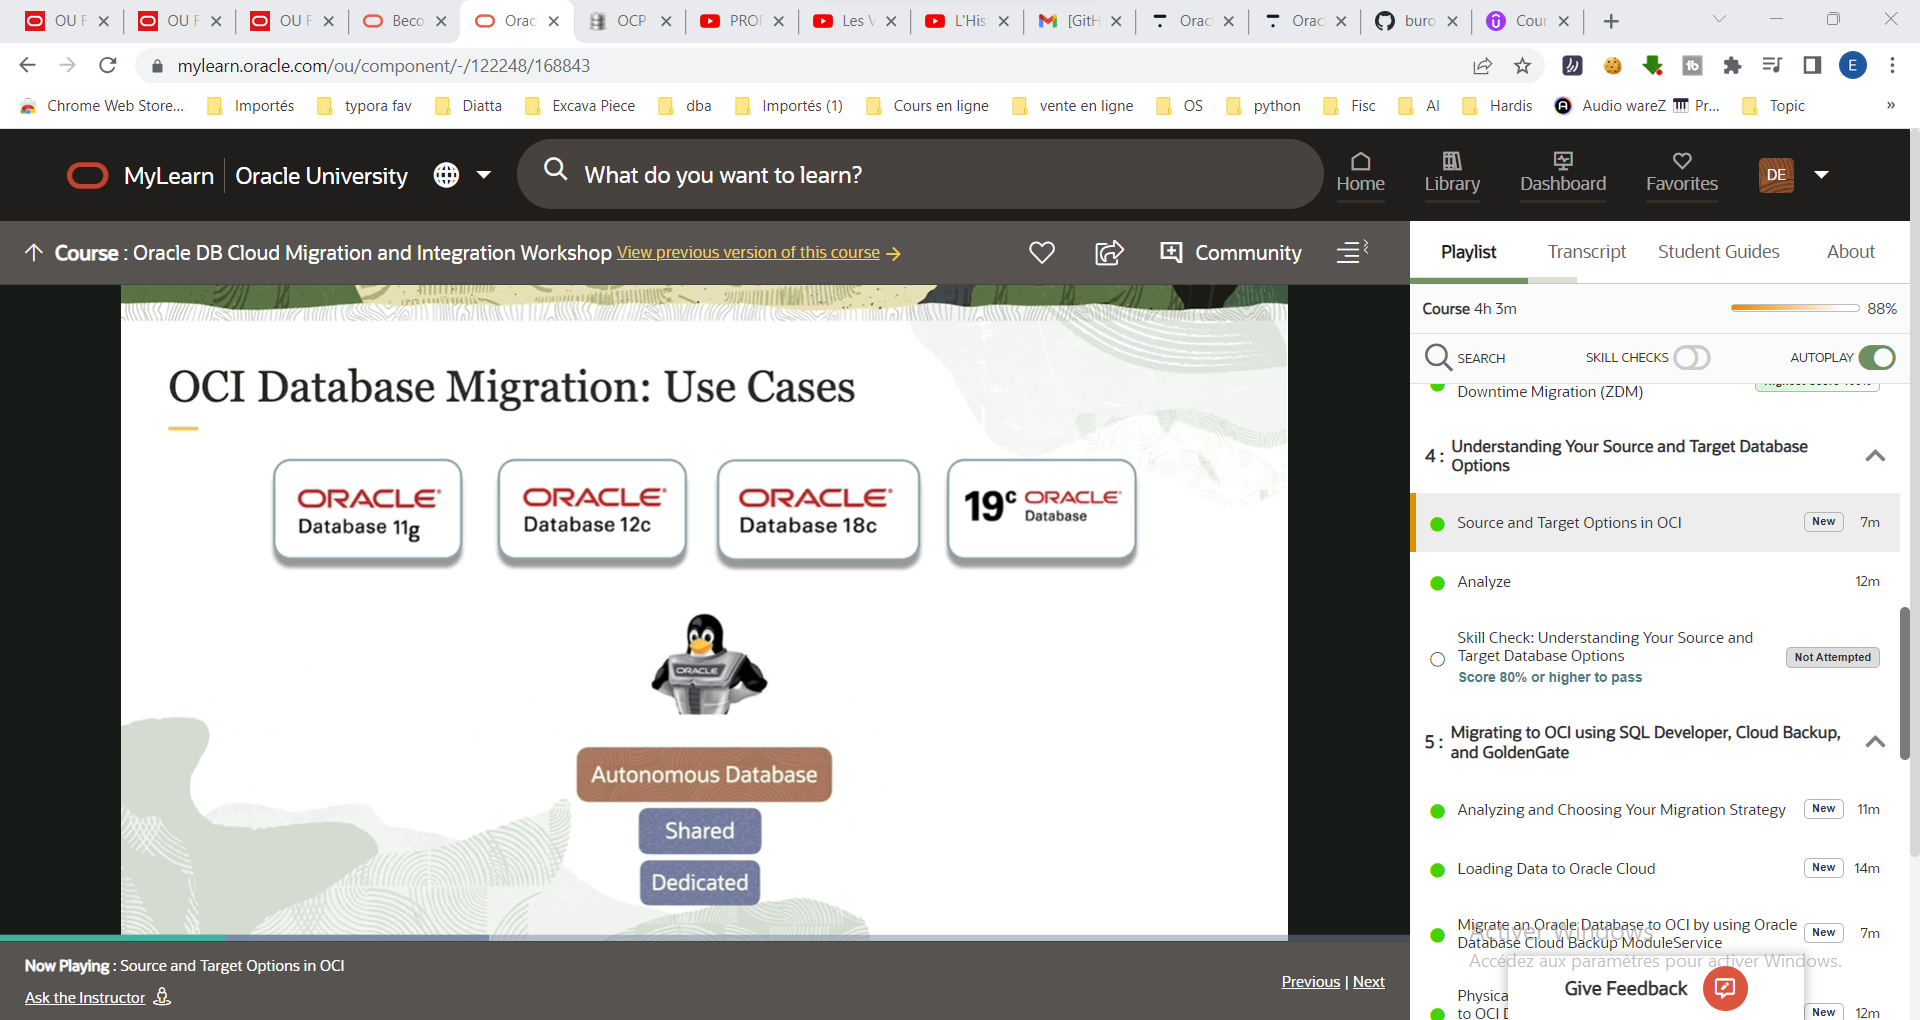 OU F
OU F
OU F
Beco
Orac
OCP
PROF
Les V
L'His
[GitH
Orac
Orac
buro
Cour
mylearn.oracle.com/ou/component/-/122248/168843
E
Chrome Web Store...
Importés
typora fav
Diatta
Excava Piece
dba
Importés (1)
Cours en ligne
vente en ligne
OS
python
Fisc
AI
Hardis
Audio wareZ
Pr...
Topic
»
MyLearn
Oracle University
What do you want to learn?
Home
Library
Dashboard
Favorites
DE
Course : Oracle DB Cloud Migration and Integration Workshop View previous version of this course
Community
Playlist
Transcript
Student Guides
About
Course 4h 3m
88%
SEARCH
SKILL CHECKS
AUTOPLAY
OCI Database Migration: Use Cases
ORACLE
Database 11g
ORACLE
Database 12c
ORACLE
Database 18c
19c ORACLE
Database
ORACLE
Autonomous Database
Shared
Dedicated
Downtime Migration (ZDM)
4 : Understanding Your Source and Target Database
Options
Source and Target Options in OCI
New
7m
Analyze
12m
Skill Check: Understanding Your Source and
Target Database Options
Score 80% or higher to pass
Not Attempted
5 : Migrating to OCI using SQL Developer, Cloud Backup,
and GoldenGate
Analyzing and Choosing Your Migration Strategy
New
11m
Loading Data to Oracle Cloud
New
14m
Migrate an Oracle Database to OCI by using Oracle
Database Cloud Backup ModuleService
New
7m
Activer Windows
Accédez aux paramètres pour activer Windows.
Physica
to OCI
New
12m
Give Feedback
Now Playing : Source and Target Options in OCI
Ask the Instructor
Previous | Next